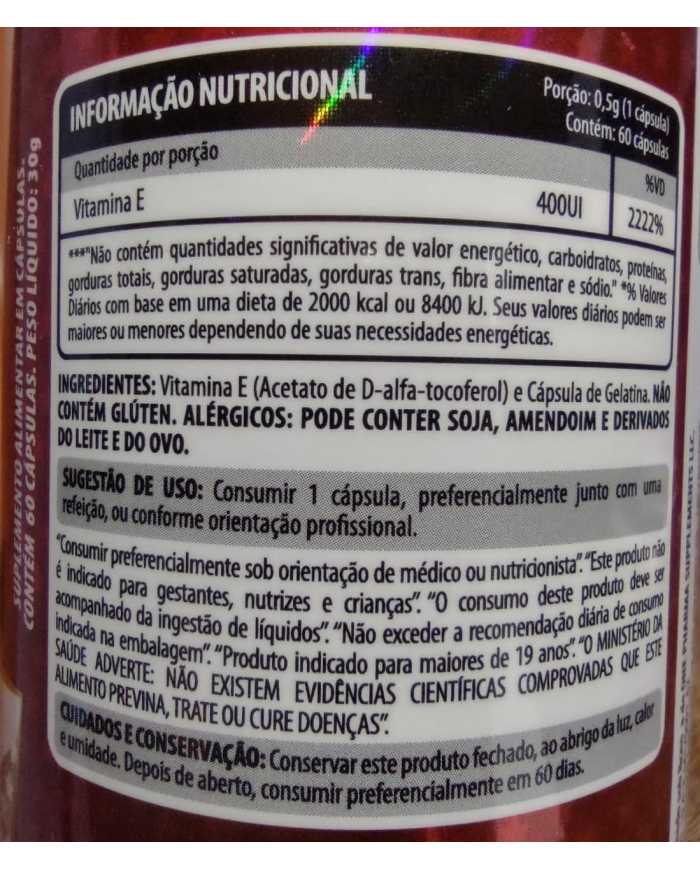 INFORMAÇÃO NUTRICIONAL
Porção: 0,5g (1 cápsula)
Contém: 60 cápsulas
Quantidade por porção
%VD
Vitamina E 400UI 2222%
***"Não contém quantidades significativas de valor energético, carboidratos, proteínas,
gorduras totais, gorduras saturadas, gorduras trans, fibra alimentar e sódio." *% Valores
Diários com base em uma dieta de 2000 kcal ou 8400 kJ. Seus valores diários podem ser
maiores ou menores dependendo de suas necessidades energéticas.
INGREDIENTES: Vitamina E (Acetato de D-alfa-tocoferol) e Cápsula de Gelatina. NÃO
CONTÉM GLÚTEN. ALÉRGICOS: PODE CONTER SOJA, AMENDOIM E DERIVADOS
DO LEITE E DO OVO.
SUGESTÃO DE USO: Consumir 1 cápsula, preferencialmente junto com uma
refeição, ou conforme orientação profissional.
"Consumir preferencialmente sob orientação de médico ou nutricionista". "Este produto não
é indicado para gestantes, nutrizes e crianças". "O consumo deste produto deve ser
acompanhado da ingestão de líquidos". "Não exceder a recomendação diária de consumo
indicada na embalagem". "Produto indicado para maiores de 19 anos". "O MINISTÉRIO DA
SAÚDE ADVERTE: NÃO EXISTEM EVIDÊNCIAS CIENTÍFICAS COMPROVADAS QUE ESTE
ALIMENTO PREVINA, TRATE OU CURE DOENÇAS".
CUIDADOS E CONSERVAÇÃO: Conservar este produto fechado, ao abrigo da luz, calor
e umidade. Depois de aberto, consumir preferencialmente em 60 dias.
SUPLEMENTO ALIMENTAR EM CÁPSULAS.
CONTÉM 60 CÁPSULAS. PESO LÍQUIDO: 30g
PHARMA SUPPLEMENTS LLC.